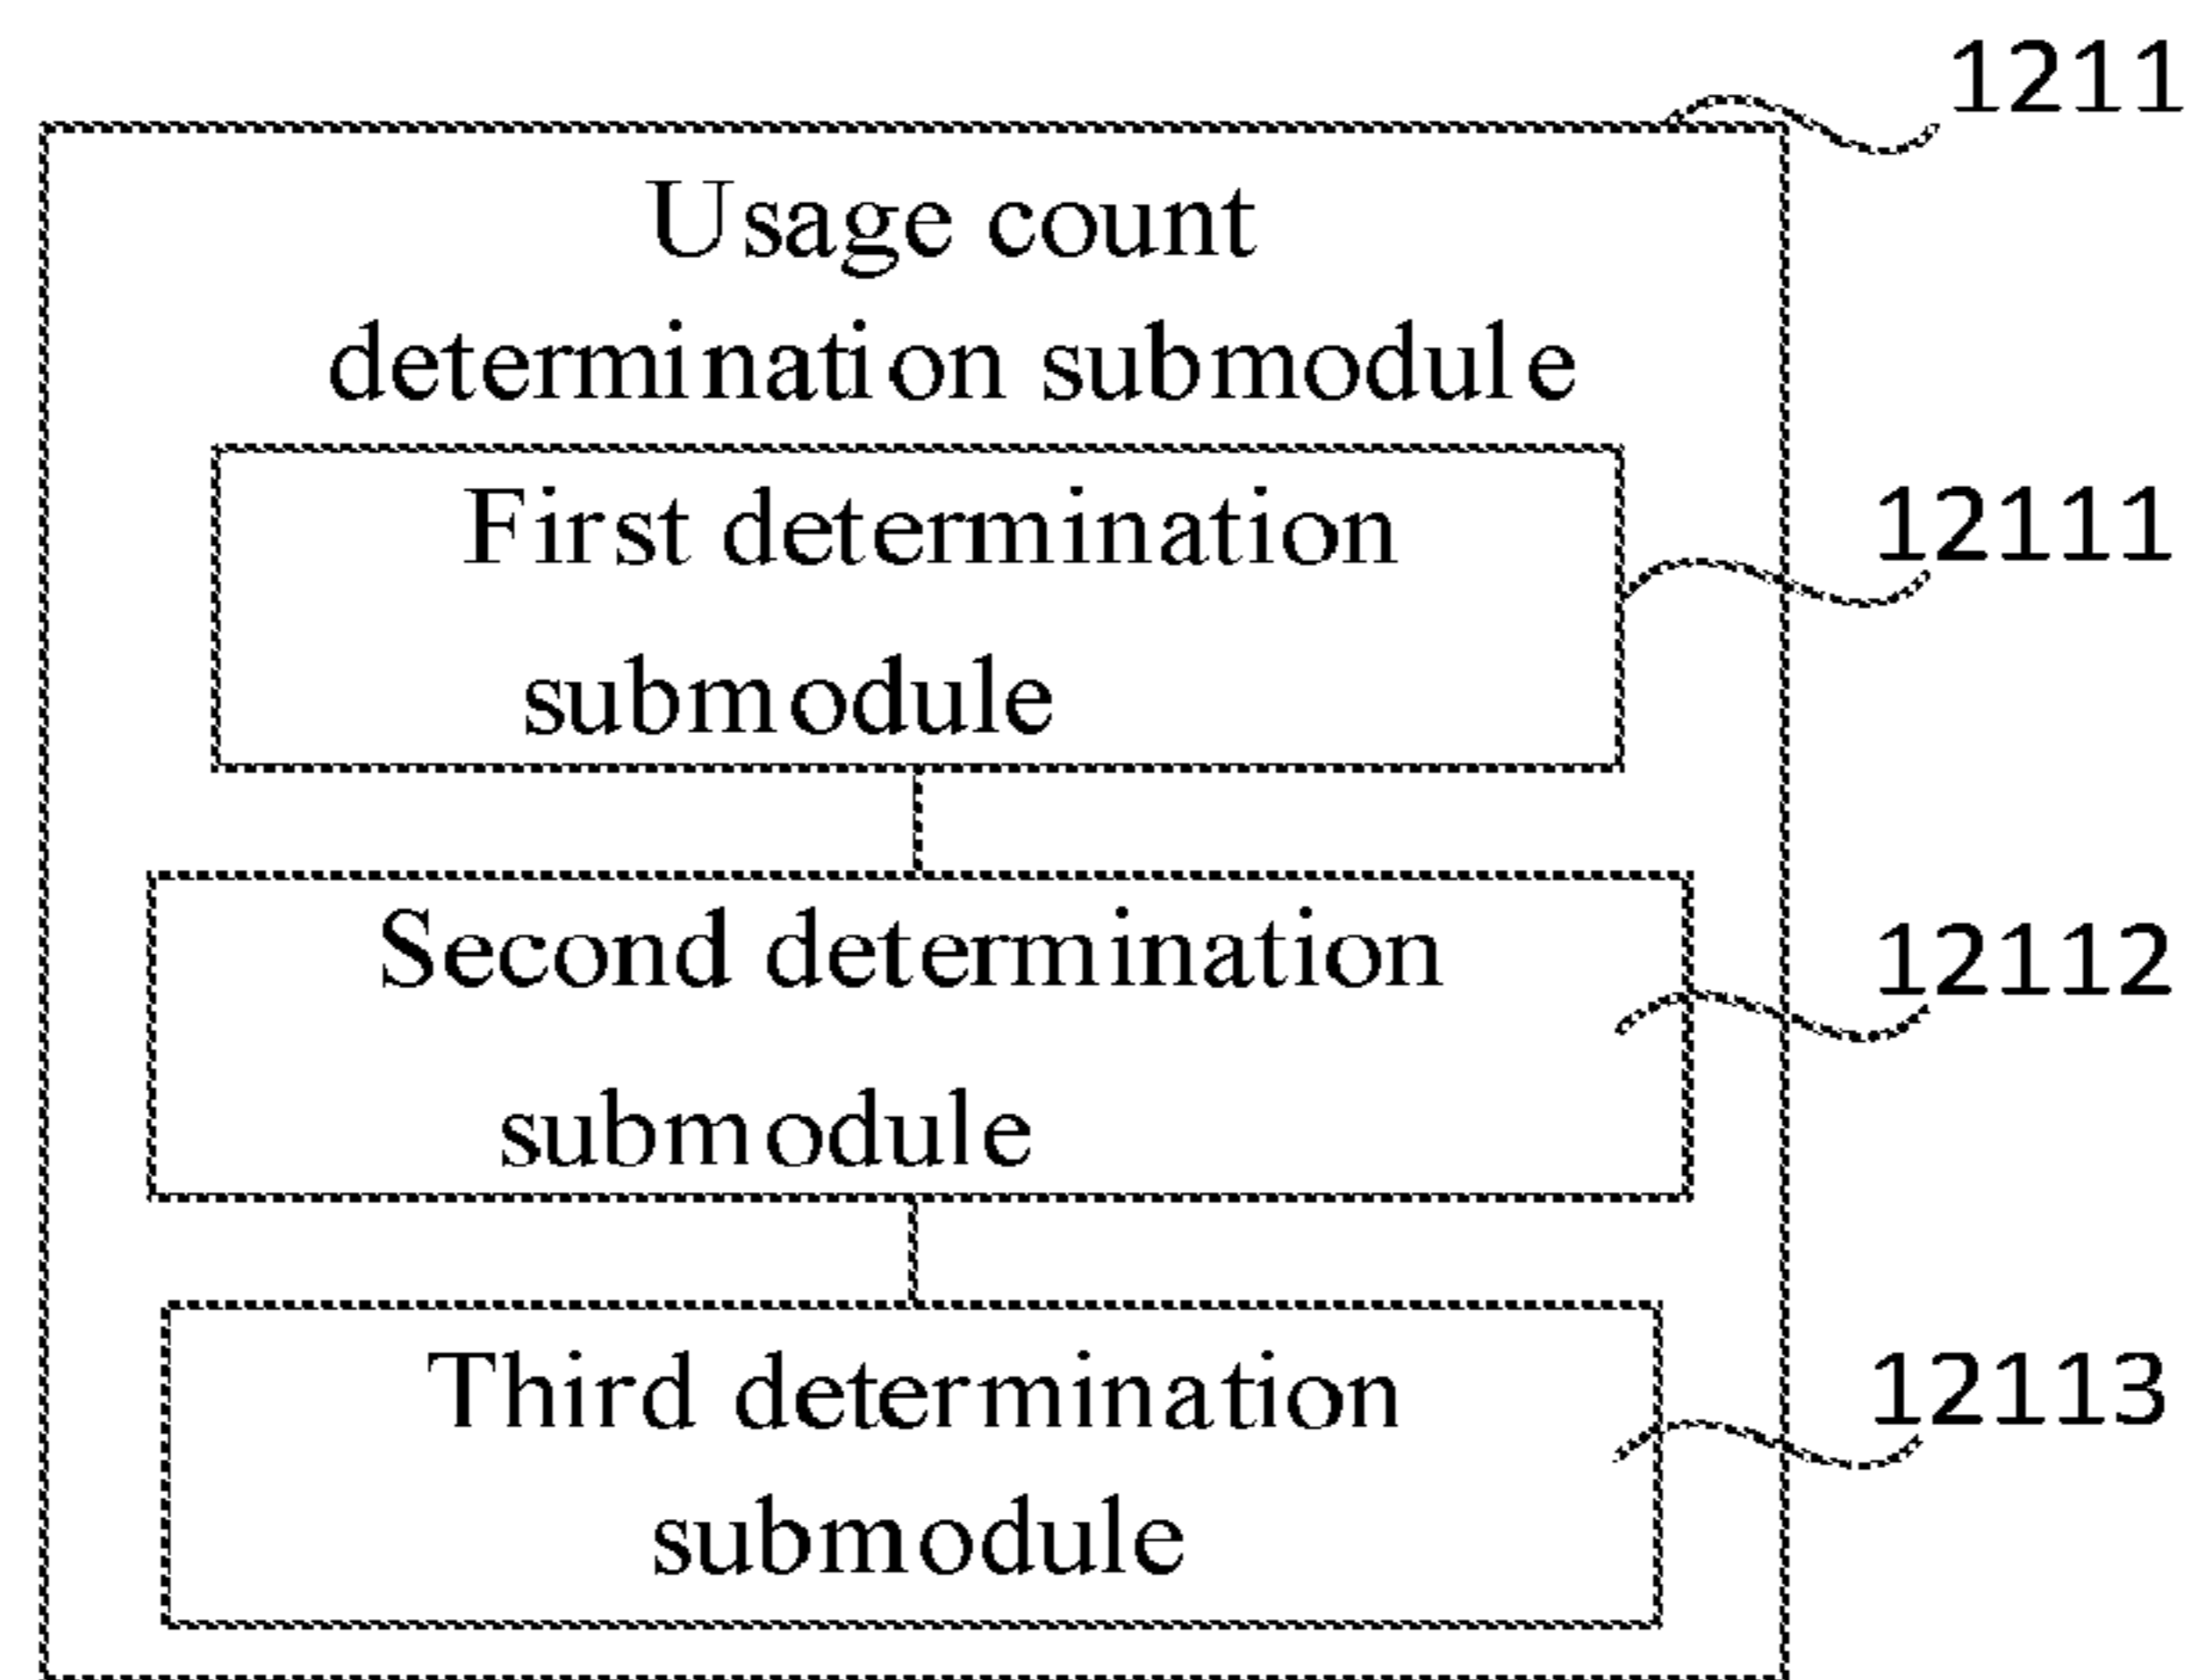 1211
Usage count
determination submodule
First determination
12111
submodule
Second determination
12112
submodule
Third determination
12113
submodule